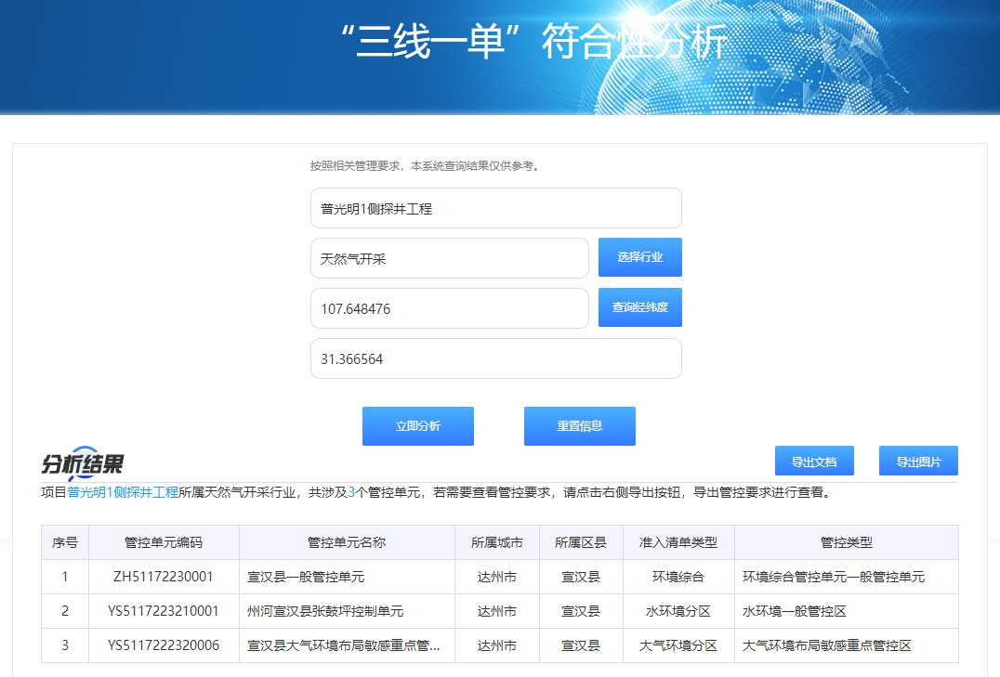 “三线一单”符合性分析
按照相关管理要求，本系统查询结果仅供参考。
普光明1侧探井工程
天然气开采 选择行业
107.648476 查询经纬度
31.366564
立即分析 重置信息
分析结果 导出文档 导出图片
项目普光明1侧探井工程所属天然气开采行业，共涉及3个管控单元，若需要查看管控要求，请点击右侧导出按钮，导出管控要求进行查看。
序号 管控单元编码 管控单元名称 所属城市 所属区县 准入清单类型 管控类型
1 ZH51172230001 宣汉县一般管控单元 达州市 宣汉县 环境综合 环境综合管控单元一般管控单元
2 YS5117223210001 州河宣汉县张鼓坪控制单元 达州市 宣汉县 水环境分区 水环境一般管控区
3 YS5117222320006 宣汉县大气环境布局敏感重点管... 达州市 宣汉县 大气环境分区 大气环境布局敏感重点管控区